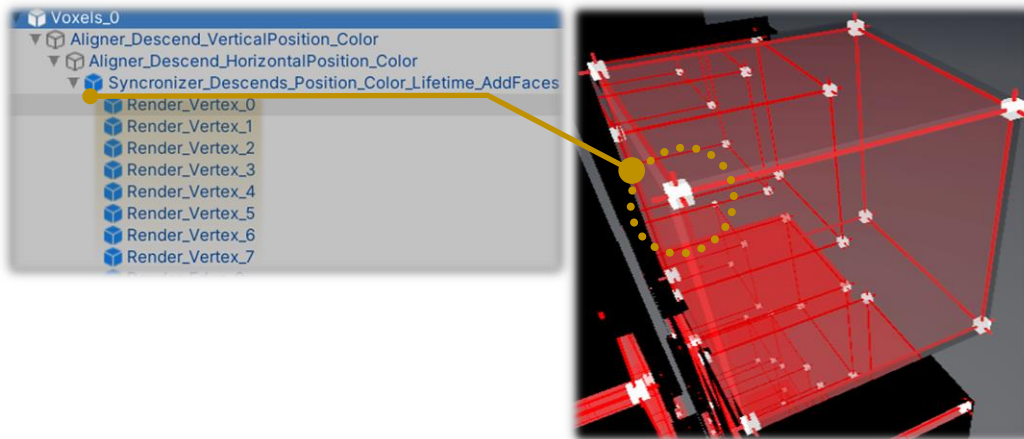 Voxels_0
Aligner_Descend_VerticalPosition_Color
Aligner_Descend_HorizontalPosition_Color
Syncronizer_Descends_Position_Color_Lifetime_AddFaces
Render_Vertex_0
Render_Vertex_1
Render_Vertex_2
Render_Vertex_3
Render_Vertex_4
Render_Vertex_5
Render_Vertex_6
Render_Vertex_7